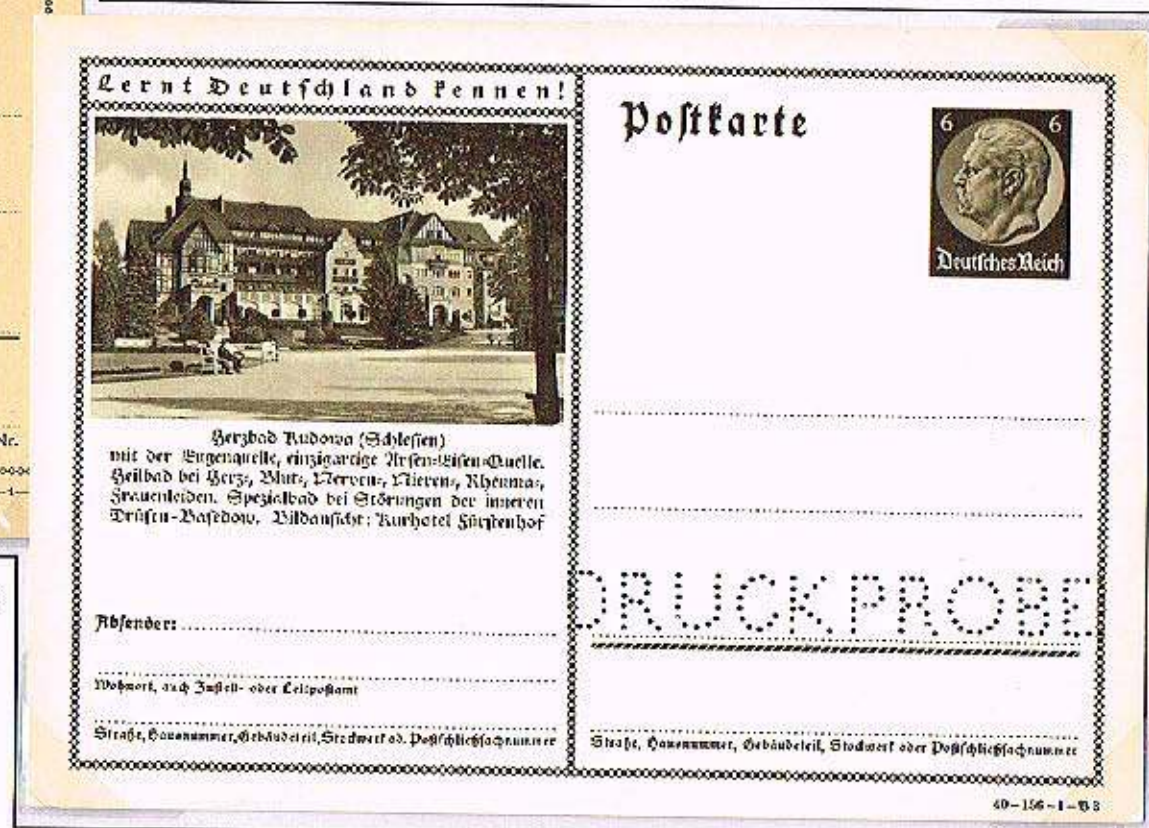 Nr.
-1-
Lernt Deutschland kennen!
Herzbad Kudowa (Schlesien)
mit der Eugenquelle, einzigartige Arsen-Eisen-Quelle.
Heilbad bei Herz-, Blut-, Nerven-, Nieren-, Rheuma-,
Frauenleiden. Spezialbad bei Störungen der inneren
Drüsen-Basedow. Bildansicht: Kurhotel Fürstenhof
Absender:
Wohnort, auch Zustell- oder Leitpostamt
Straße, Hausnummer, Gebäudeteil, Stockwerk od. Postschließfachnummer
Postkarte
6 6
Deutsches Reich
DRUCKPROBE
Straße, Hausnummer, Gebäudeteil, Stockwerk oder Postschließfachnummer
40-156-1-B3